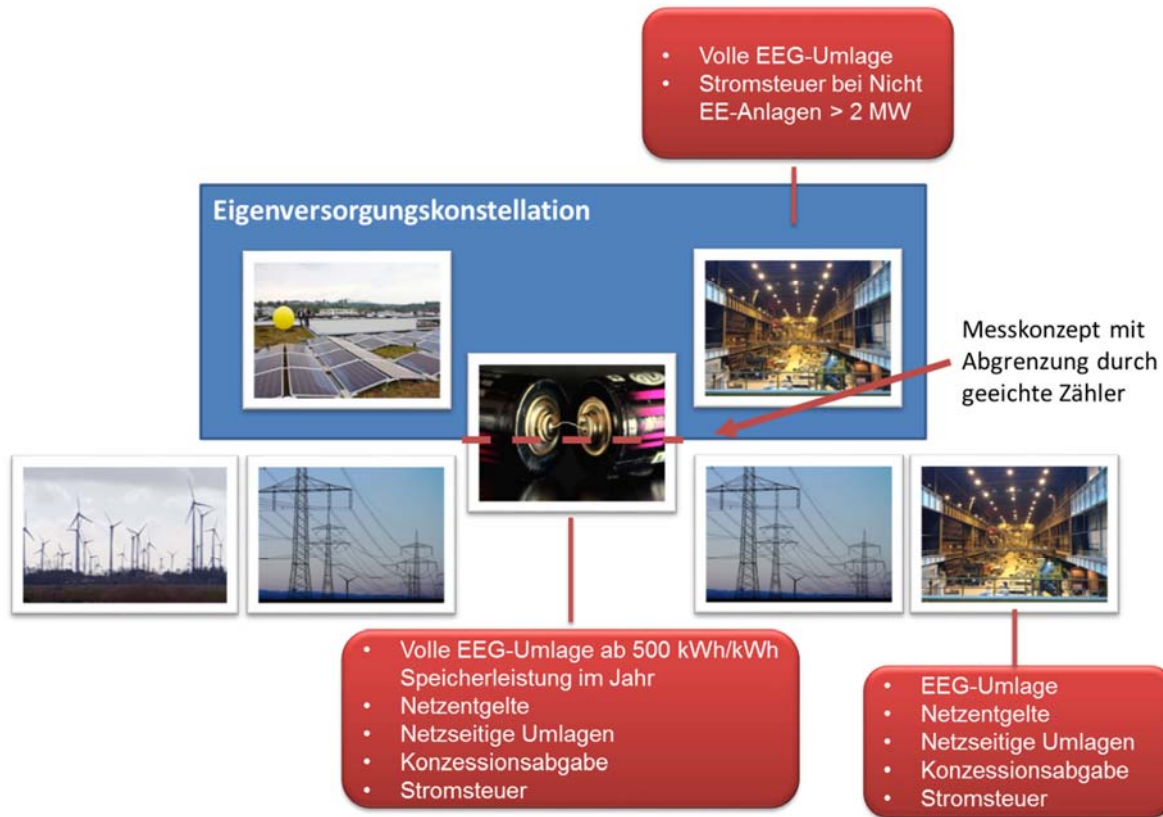 • Volle EEG-Umlage
• Stromsteuer bei Nicht
EE-Anlagen > 2 MW
Eigenversorgungskonstellation
Messkonzept mit
Abgrenzung durch
geeichte Zähler
• Volle EEG-Umlage ab 500 kWh/kWh
Speicherleistung im Jahr
• Netzentgelte
• Netzseitige Umlagen
• Konzessionsabgabe
• Stromsteuer
• EEG-Umlage
• Netzentgelte
• Netzseitige Umlagen
• Konzessionsabgabe
• Stromsteuer